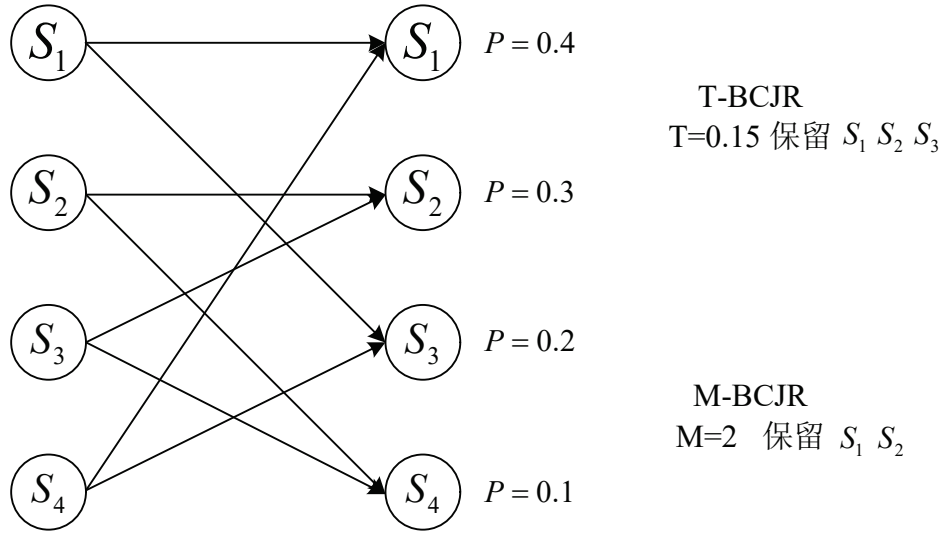 S₁ S₁ P = 0.4
T-BCJR
T=0.15 保留 S₁ S₂ S₃
S₂ S₂ P = 0.3
S₃ S₃ P = 0.2
M-BCJR
M=2 保留 S₁ S₂
S₄ S₄ P = 0.1